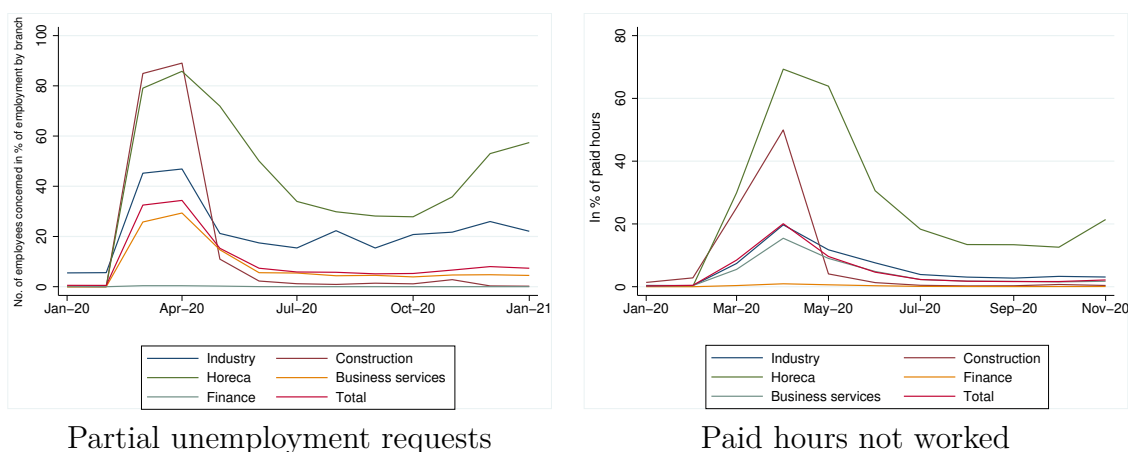 No. of employees concerned in % of employment by branch
100
80
60
40
20
0
Jan-20 Apr-20 Jul-20 Oct-20 Jan-21
Industry Construction
Horeca Business services
Finance Total
Partial unemployment requests
In % of paid hours
80
60
40
20
0
Jan-20 Mar-20 May-20 Jul-20 Sep-20 Nov-20
Industry Construction
Horeca Finance
Business services Total
Paid hours not worked